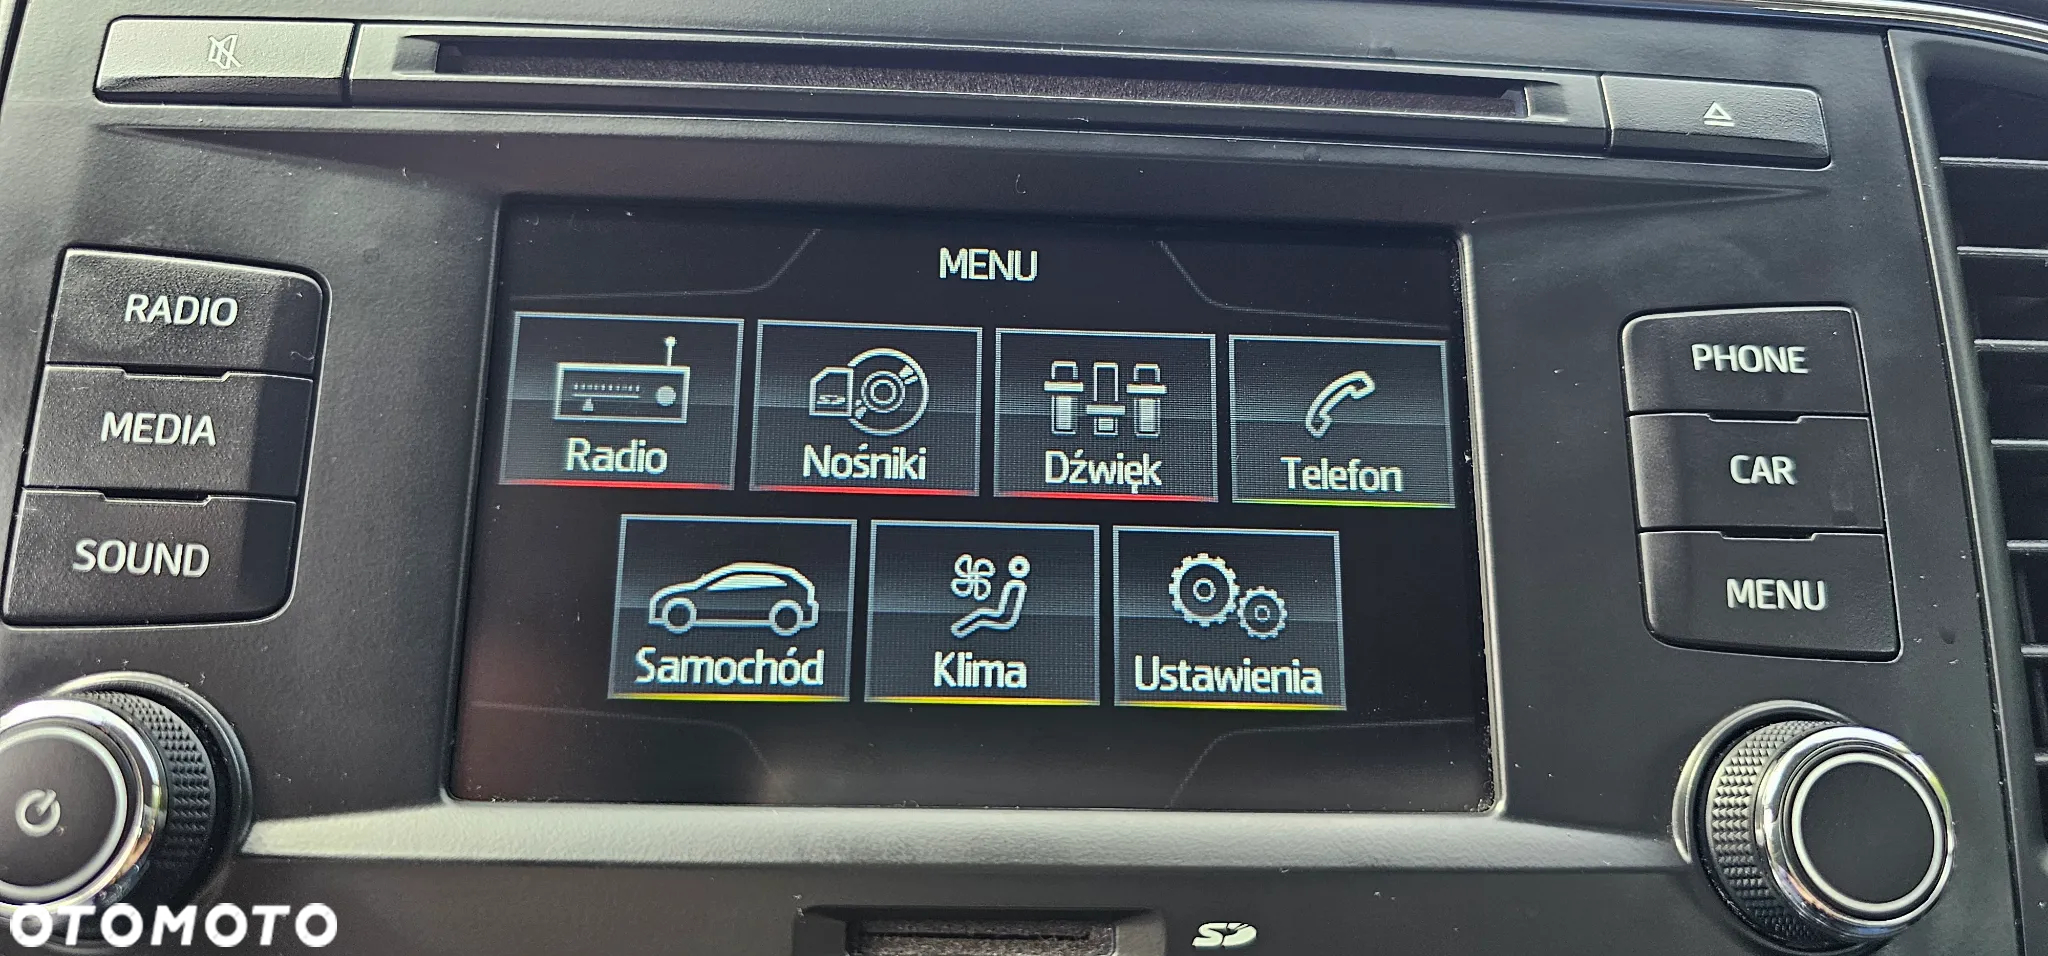 MENU
RADIO
MEDIA
SOUND
Radio
Nośniki
Dźwięk
Telefon
Samochód
Klima
Ustawienia
PHONE
CAR
MENU
SD
OTOMOTO